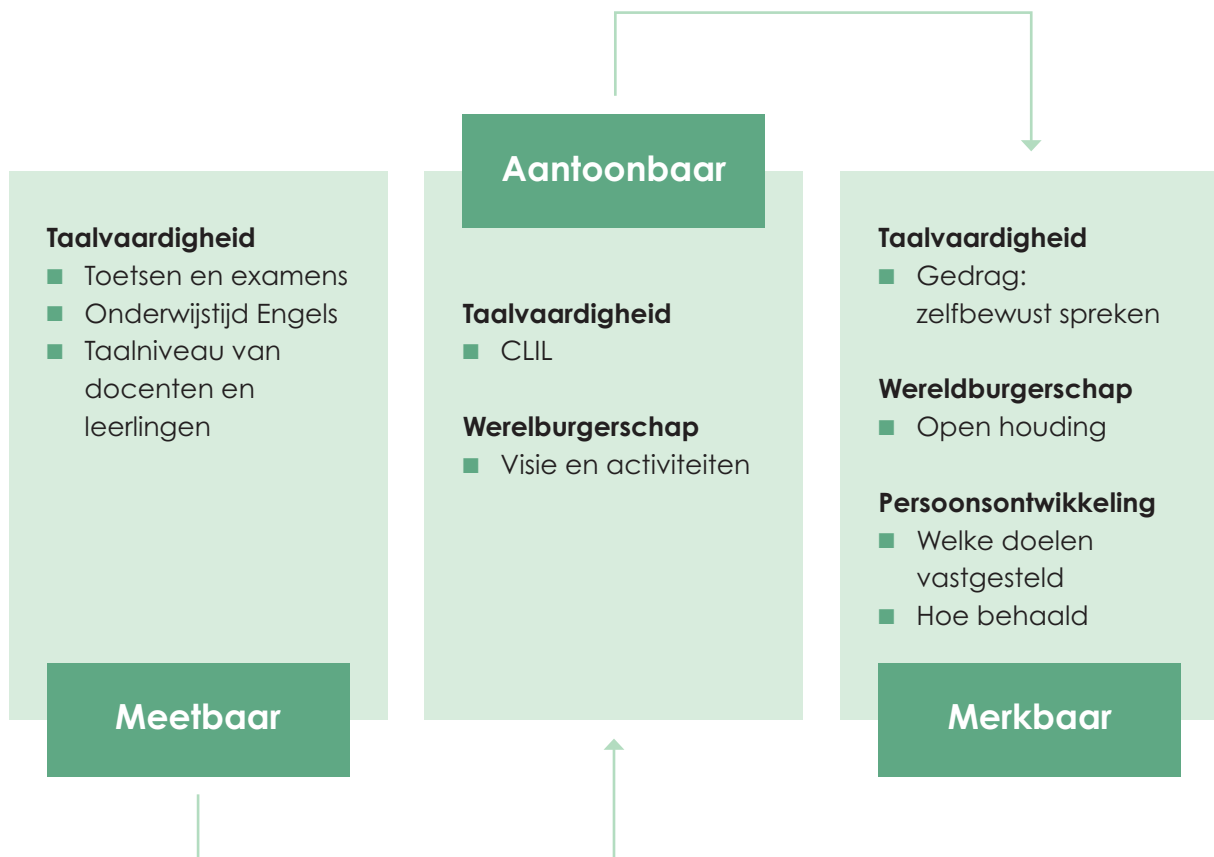 Taalvaardigheid
Toetsen en examens
Onderwijstijd Engels
Taalniveau van
docenten en
leerlingen
Meetbaar
Aantoonbaar
Taalvaardigheid
CLIL
Werelburgerschap
Visie en activiteiten
Taalvaardigheid
Gedrag:
zelfbewust spreken
Wereldburgerschap
Open houding
Persoonsontwikkeling
Welke doelen
vastgesteld
Hoe behaald
Merkbaar